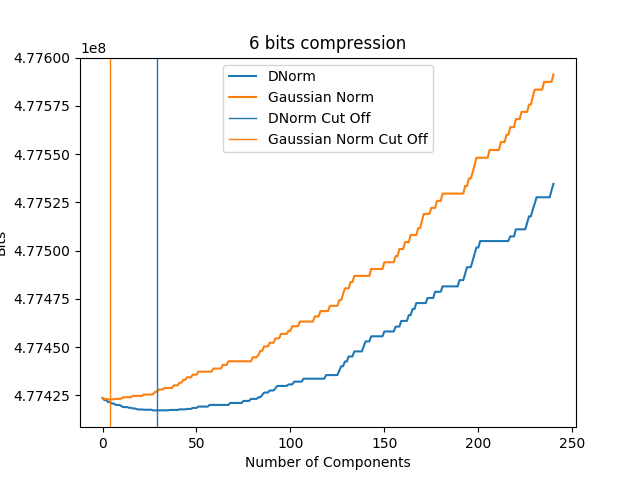 6 bits compression
1e8
4.77600
4.77575
4.77550
4.77525
4.77500
4.77475
4.77450
4.77425
Bits
DNorm
Gaussian Norm
DNorm Cut Off
Gaussian Norm Cut Off
0 50 100 150 200 250
Number of Components